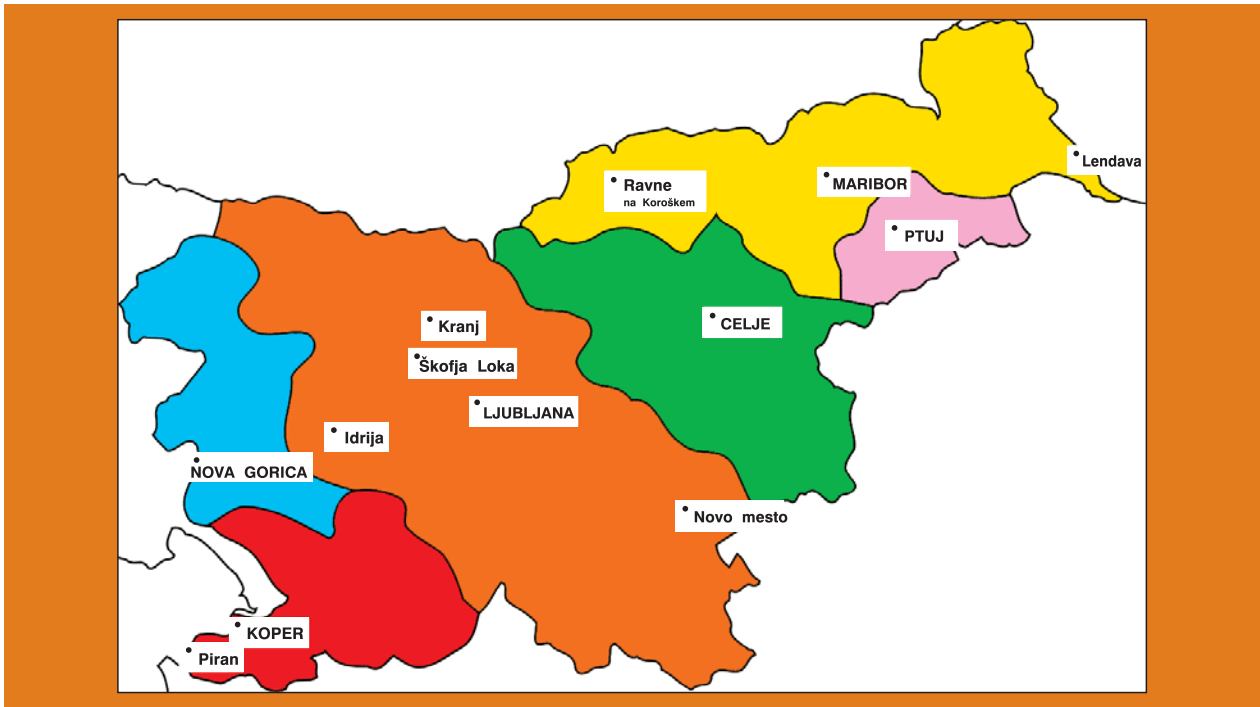 Lendava
Ravne
na Koroškem
MARIBOR
PTUJ
Kranj
CELJE
Škofja Loka
LJUBLJANA
Idrija
NOVA GORICA
Novo mesto
KOPER
Piran